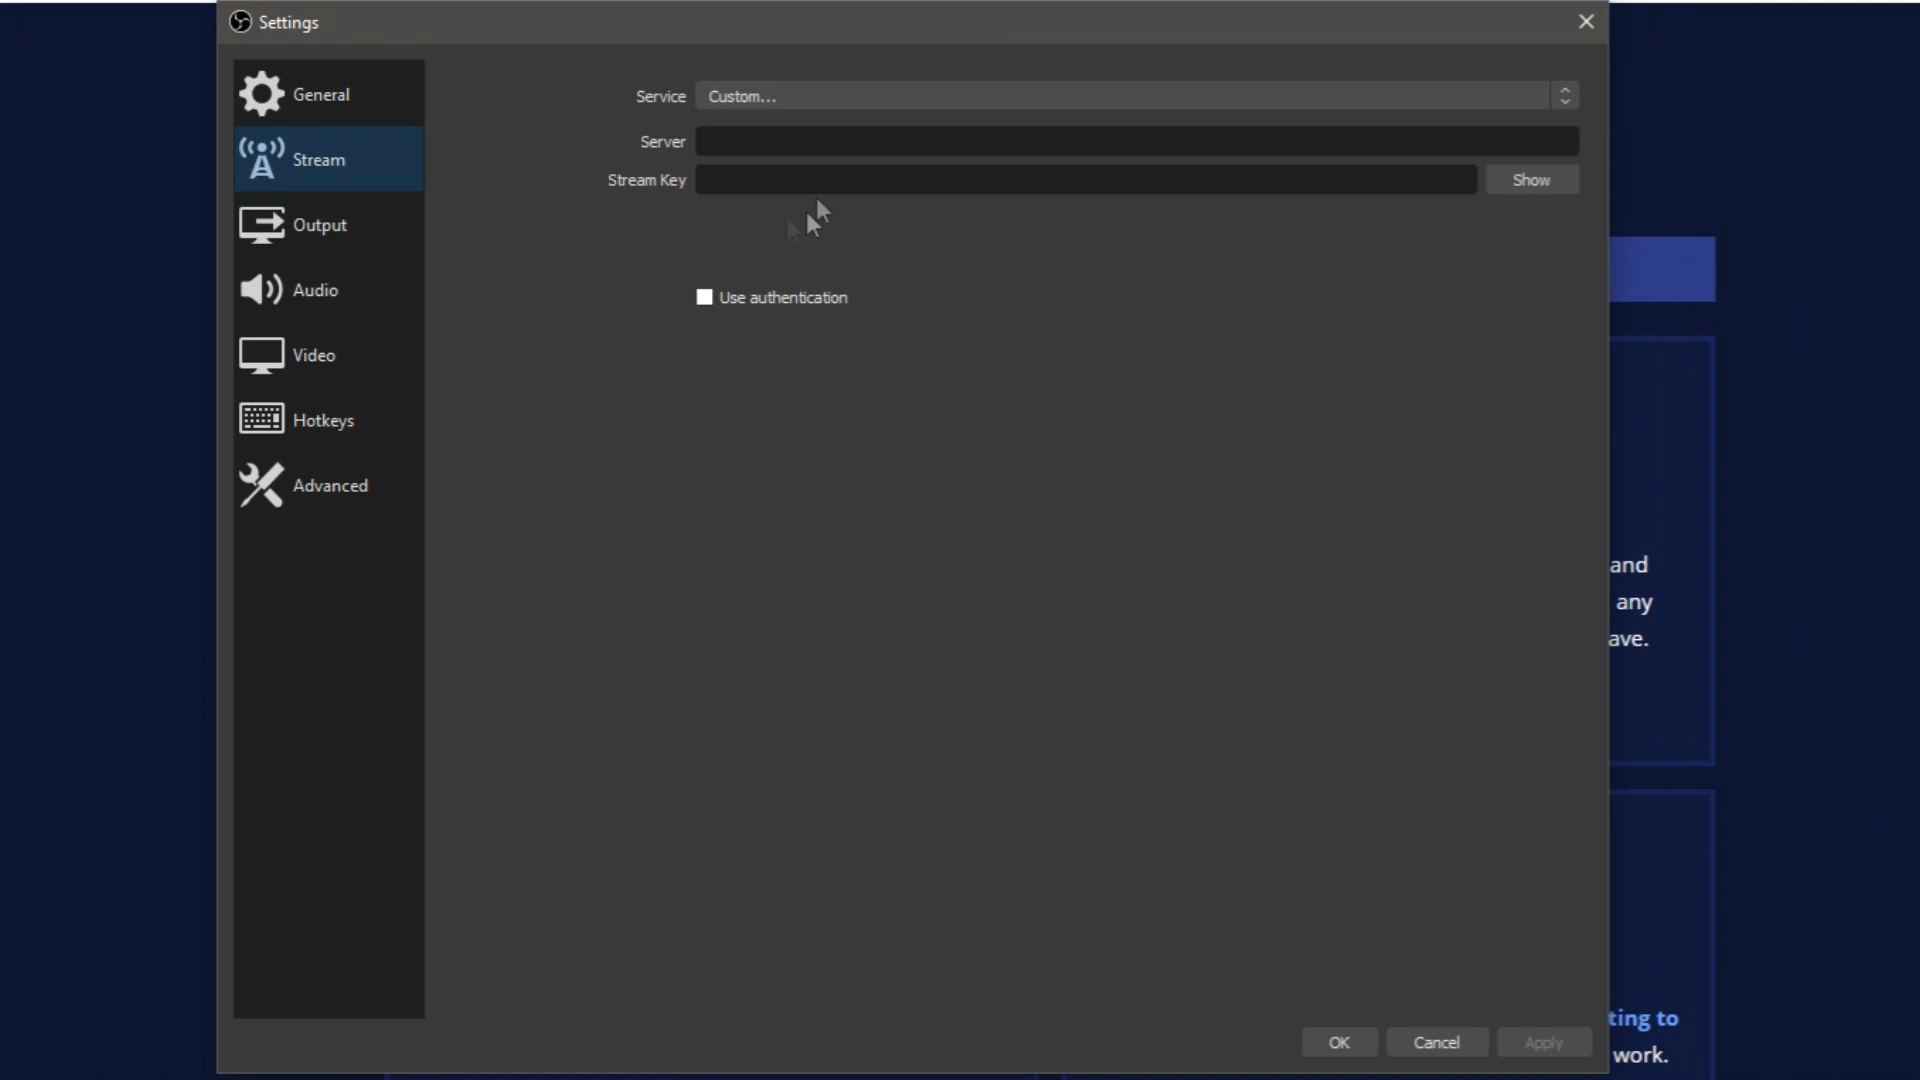 Settings
General
Stream
Output
Audio
Video
Hotkeys
Advanced
Service Custom...
Server
Stream Key Show
Use authentication
and
any
ave.
ting to
work.
OK Cancel Apply